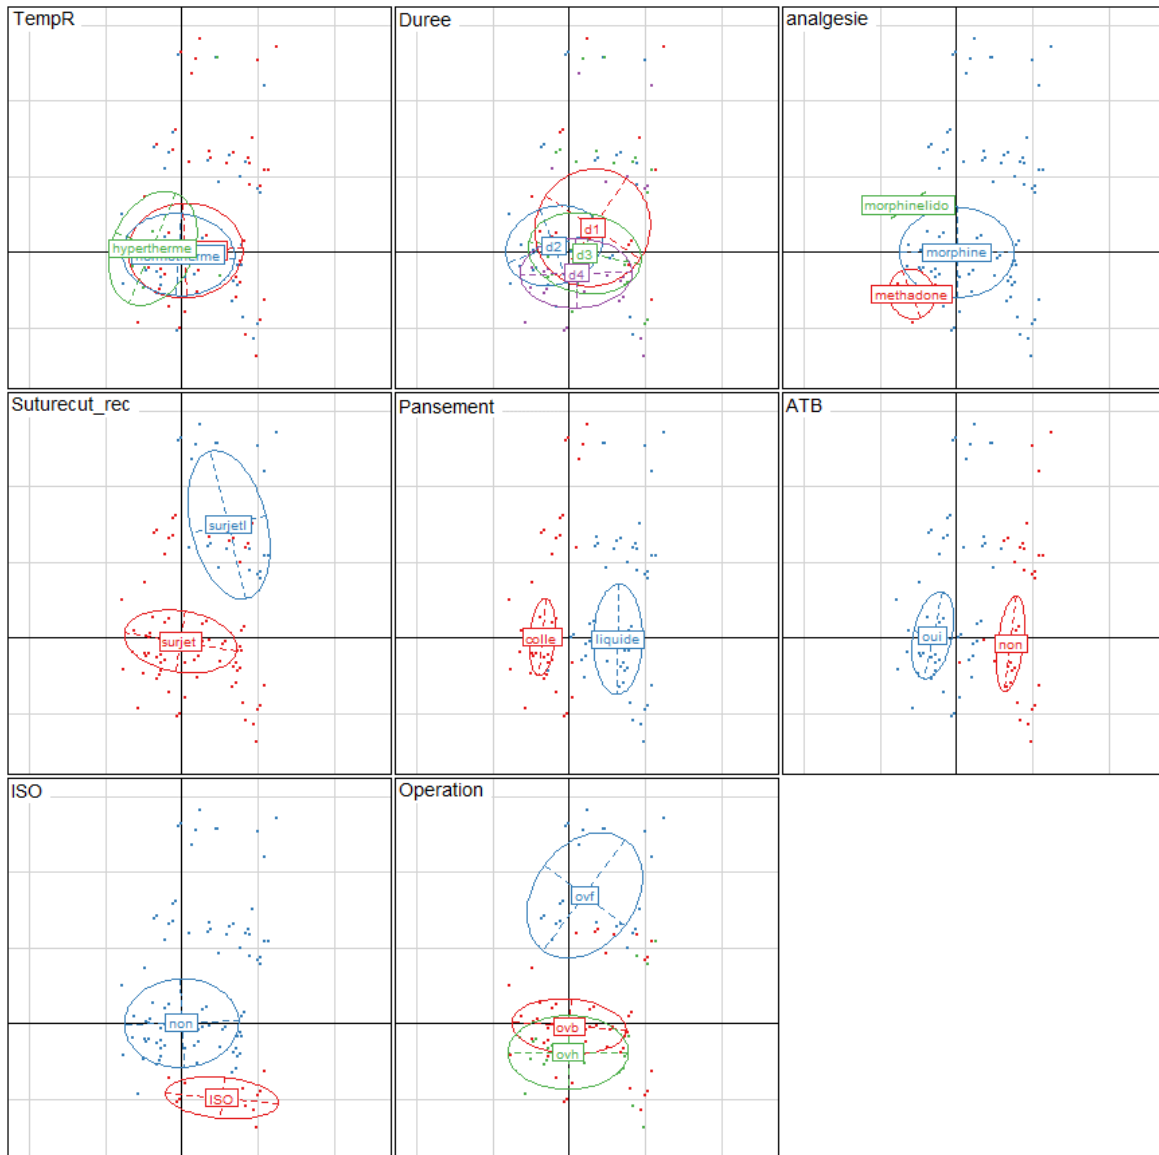 TempR
hypertherme
normotherme
Duree
d1
d2
d3
d4
analgesie
morphinelido
morphine
methadone
Suturecut_rec
surjetl
surjet
Pansement
colle
liquide
ATB
oui
non
ISO
non
ISO
Operation
ovf
ovb
ovh